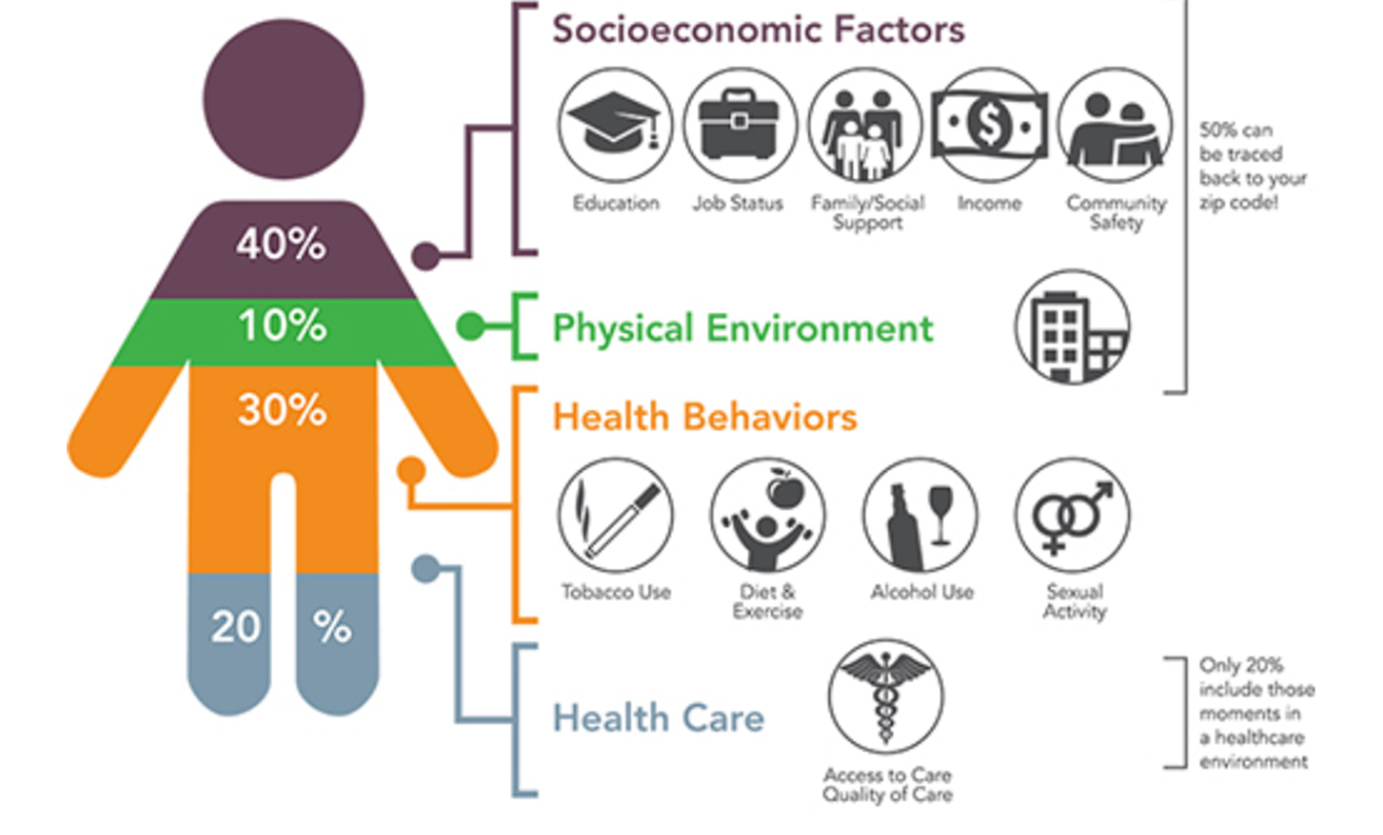 Socioeconomic Factors
Education
Job Status
Family/Social
Support
Income
Community
Safety
50% can
be traced
back to your
zip code!
40%
10%
Physical Environment
30%
Health Behaviors
Tobacco Use
Diet &
Exercise
Alcohol Use
Sexual
Activity
20 %
Health Care
Access to Care
Quality of Care
Only 20%
include those
moments in
a healthcare
environment